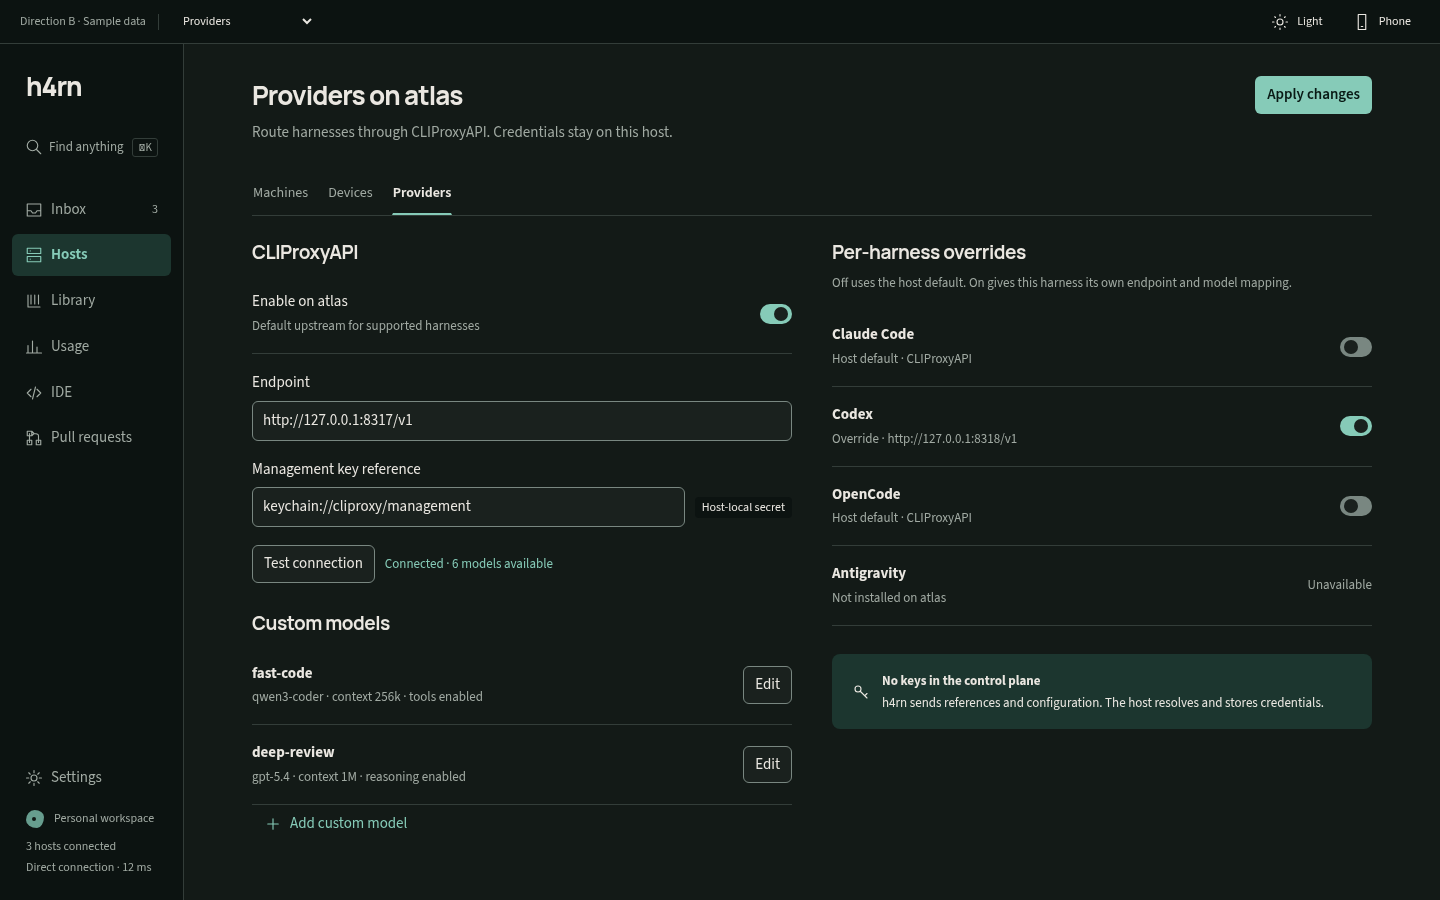 Direction B · Sample data
Providers
Light
Phone
h4rn
Find anything
K
Inbox
3
Hosts
Library
Usage
IDE
Pull requests
Settings
Personal workspace
3 hosts connected
Direct connection · 12 ms
Providers on atlas
Route harnesses through CLIProxyAPI. Credentials stay on this host.
Apply changes
Machines
Devices
Providers
CLIProxyAPI
Enable on atlas
Default upstream for supported harnesses
Endpoint
http://127.0.0.1:8317/v1
Management key reference
keychain://cliproxy/management
Host-local secret
Test connection
Connected · 6 models available
Custom models
fast-code
qwen3-coder · context 256k · tools enabled
Edit
deep-review
gpt-5.4 · context 1M · reasoning enabled
Edit
Add custom model
Per-harness overrides
Off uses the host default. On gives this harness its own endpoint and model mapping.
Claude Code
Host default · CLIProxyAPI
Codex
Override · http://127.0.0.1:8318/v1
OpenCode
Host default · CLIProxyAPI
Antigravity
Not installed on atlas
Unavailable
No keys in the control plane
h4rn sends references and configuration. The host resolves and stores credentials.